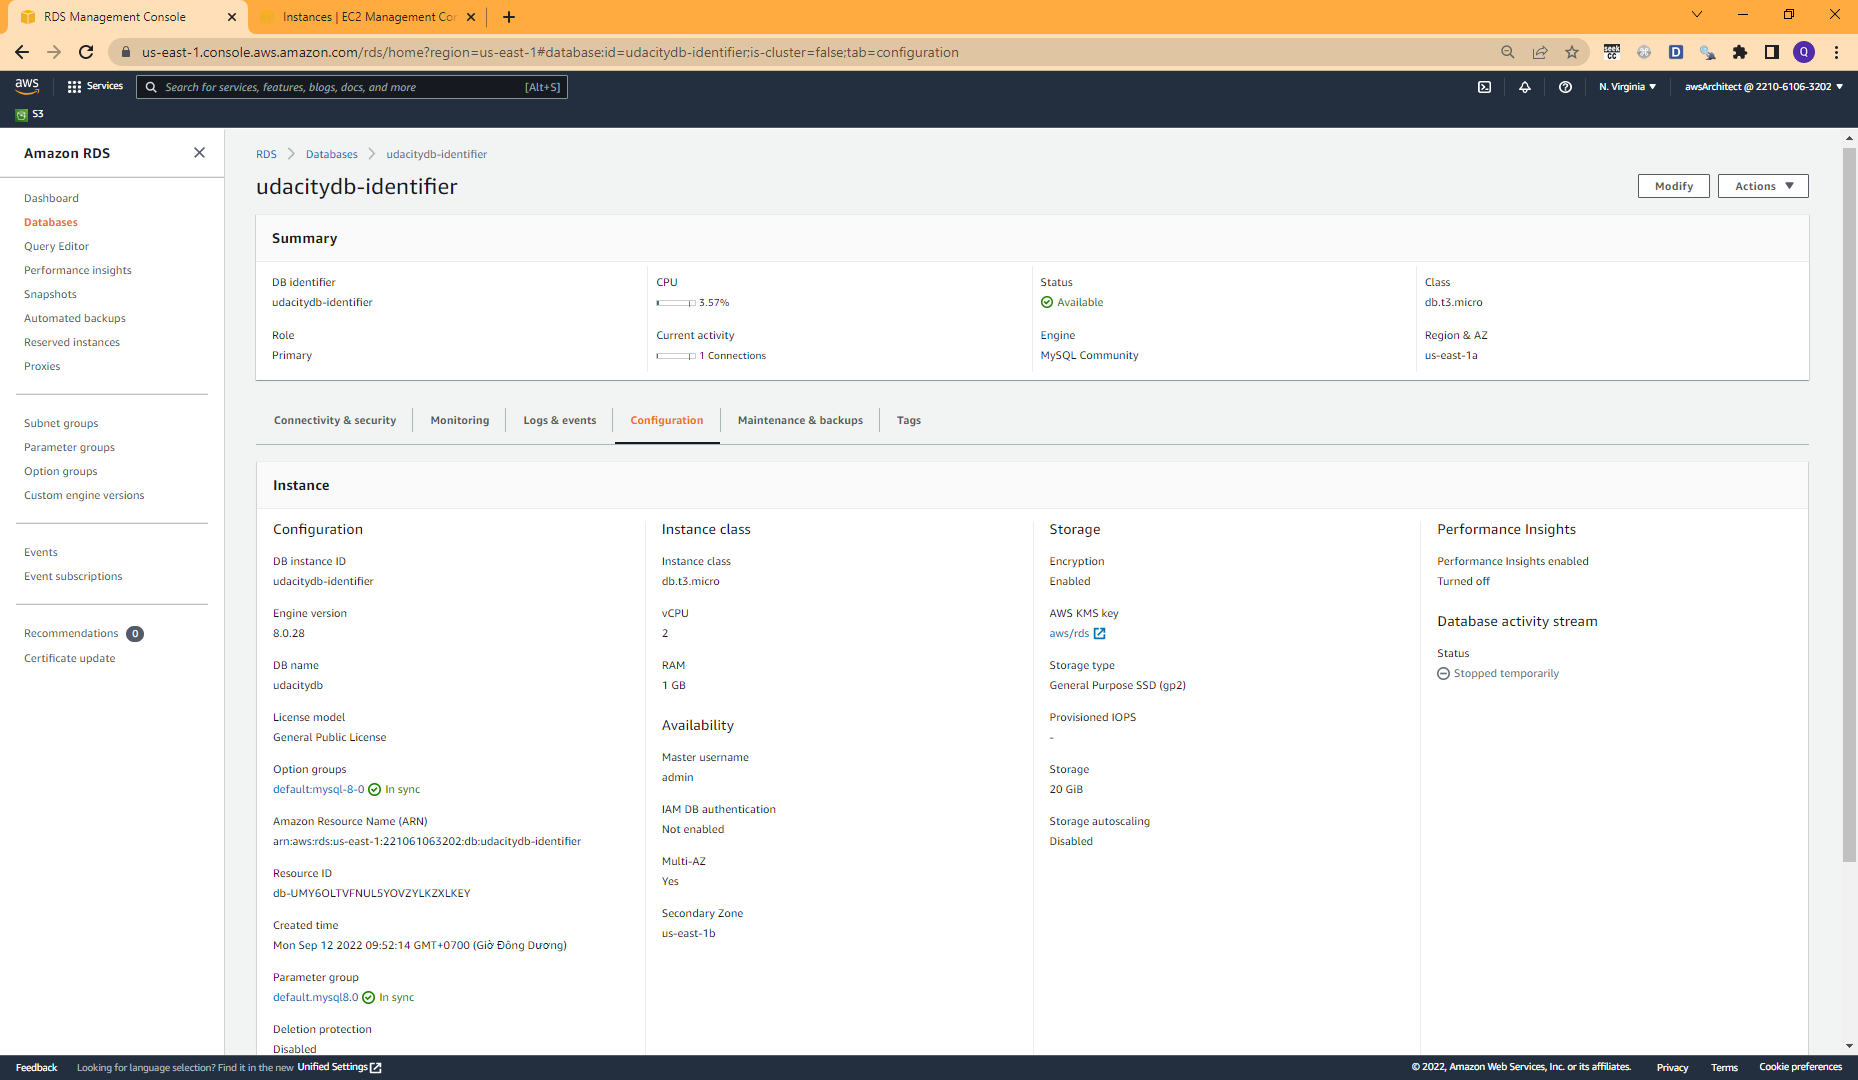 RDS Management Console
Instances | EC2 Management Cor
us-east-1.console.aws.amazon.com/rds/home?region=us-east-1#database:id=udacitydb-identifier;is-cluster=false;tab=configuration
seek
CC
D
Q
aws
Services
Search for services, features, blogs, docs, and more
[Alt+S]
N. Virginia
awsArchitect @ 2210-6106-3202
S3
Amazon RDS
Dashboard
Databases
Query Editor
Performance insights
Snapshots
Automated backups
Reserved instances
Proxies
Subnet groups
Parameter groups
Option groups
Custom engine versions
Events
Event subscriptions
Recommendations 0
Certificate update
RDS
Databases
udacitydb-identifier
udacitydb-identifier
Modify
Actions
Summary
DB identifier
udacitydb-identifier
Role
Primary
CPU
3.57%
Current activity
1 Connections
Status
Available
Engine
MySQL Community
Class
db.t3.micro
Region & AZ
us-east-1a
Connectivity & security
Monitoring
Logs & events
Configuration
Maintenance & backups
Tags
Instance
Configuration
DB instance ID
udacitydb-identifier
Engine version
8.0.28
DB name
udacitydb
License model
General Public License
Option groups
default:mysql-8-0 In sync
Amazon Resource Name (ARN)
arn:aws:rds:us-east-1:221061063202:db:udacitydb-identifier
Resource ID
db-UMY6OLTVFNUL5YOVZYLKZXLKEY
Created time
Mon Sep 12 2022 09:52:14 GMT+0700 (Giờ Đông Dương)
Parameter group
default.mysql8.0 In sync
Deletion protection
Disabled
Instance class
Instance class
db.t3.micro
vCPU
2
RAM
1 GB
Availability
Master username
admin
IAM DB authentication
Not enabled
Multi-AZ
Yes
Secondary Zone
us-east-1b
Storage
Encryption
Enabled
AWS KMS key
aws/rds
Storage type
General Purpose SSD (gp2)
Provisioned IOPS
-
Storage
20 GiB
Storage autoscaling
Disabled
Performance Insights
Performance Insights enabled
Turned off
Database activity stream
Status
Stopped temporarily
Feedback
Looking for language selection? Find it in the new Unified Settings
© 2022, Amazon Web Services, Inc. or its affiliates.
Privacy
Terms
Cookie preferences